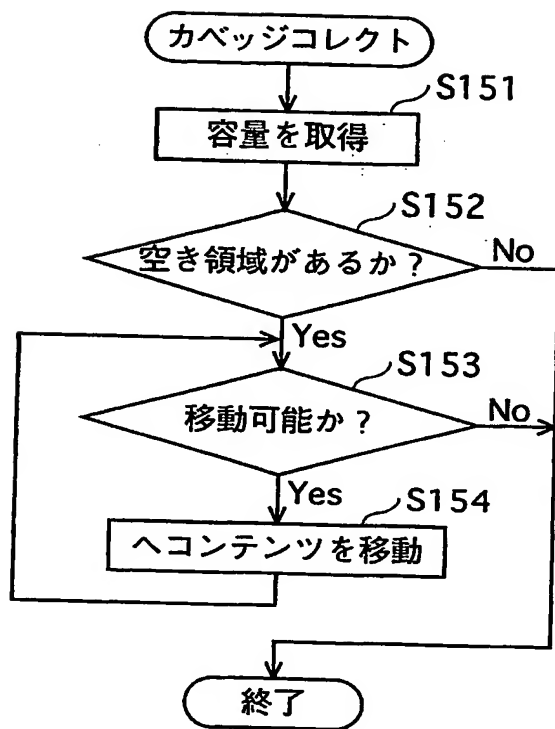 カベッジコレクト
S151
容量を取得
S152
空き領域があるか?
No
Yes
S153
移動可能か?
No
Yes
S154
へコンテンツを移動
終了